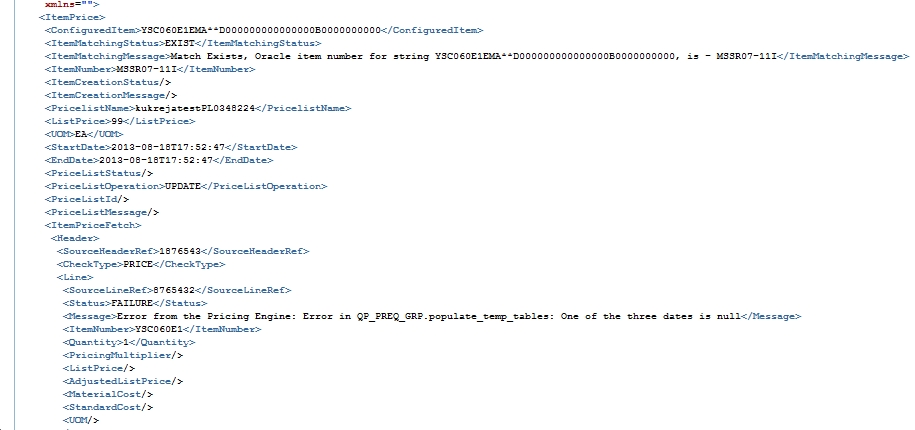 xmlns="">
<ItemPrice>
<ConfiguredItem>YSC060E1EMA**D000000000000000B0000000000</ConfiguredItem>
<ItemMatchingStatus>EXIST</ItemMatchingStatus>
<ItemMatchingMessage>Match Exists, Oracle item number for string YSC060E1EMA**D000000000000000B0000000000, is - MSSR07-11I</ItemMatchingMessage>
<ItemNumber>MSSR07-11I</ItemNumber>
<ItemCreationStatus/>
<ItemCreationMessage/>
<PricelistName>kukrejatestPL0348224</PricelistName>
<ListPrice>99</ListPrice>
<UOM>EA</UOM>
<StartDate>2013-08-18T17:52:47</StartDate>
<EndDate>2013-08-18T17:52:47</EndDate>
<PriceListStatus/>
<PriceListOperation>UPDATE</PriceListOperation>
<PriceListId/>
<PriceListMessage/>
<ItemPriceFetch>
<Header>
<SourceHeaderRef>1876543</SourceHeaderRef>
<CheckType>PRICE</CheckType>
<Line>
<SourceLineRef>8765432</SourceLineRef>
<Status>FAILURE</Status>
<Message>Error from the Pricing Engine: Error in QP_PREQ_GRP.populate_temp_tables: One of the three dates is null</Message>
<ItemNumber>YSC060E1</ItemNumber>
<Quantity>1</Quantity>
<PricingMultiplier/>
<ListPrice/>
<AdjustedListPrice/>
<MaterialCost/>
<StandardCost/>
<UOM/>